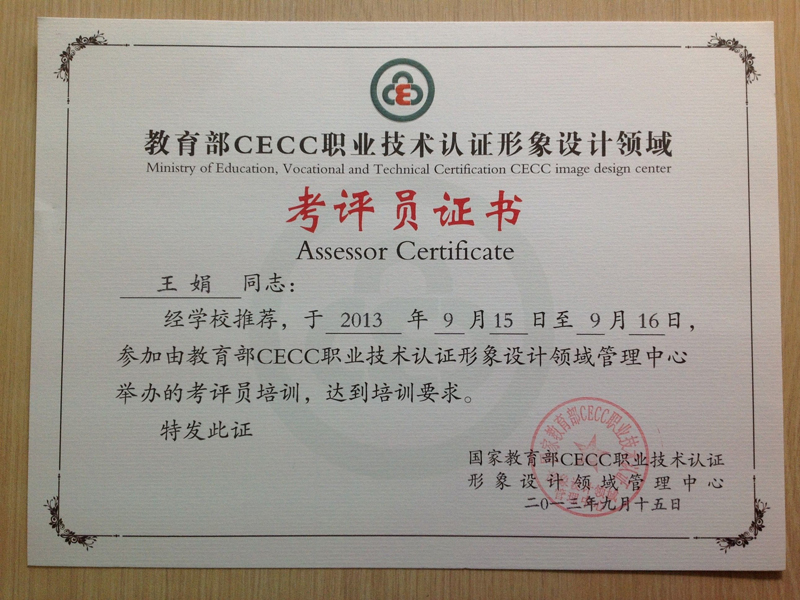 教育部CECC职业技术认证形象设计领域
Ministry of Education, Vocational and Technical Certification CECC image design center
考评员证书
Assessor Certificate
王娟 同志：
经学校推荐，于 2013 年 9 月 15 日至 9 月 16 日，
参加由教育部CECC职业技术认证形象设计领域管理中心
举办的考评员培训，达到培训要求。
特发此证
国家教育部CECC职业技术认证
形象设计领域管理中心
二0一三年九月十五日
国家教育部CECC职业技术认证